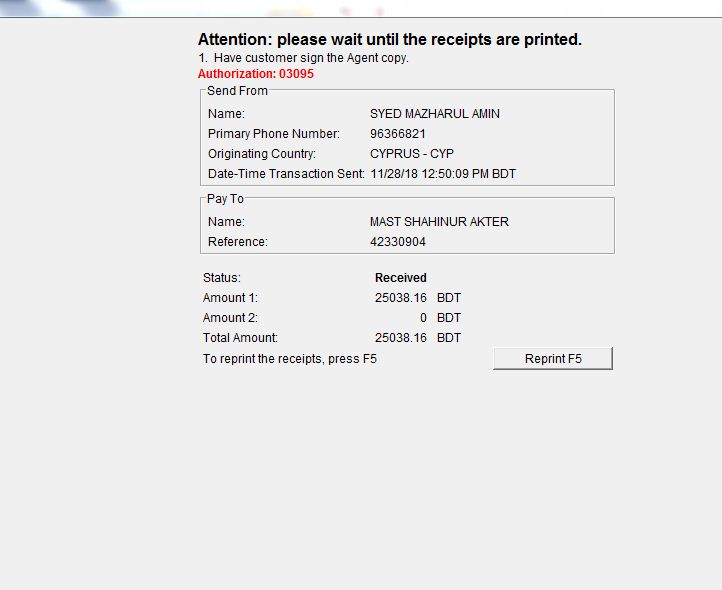 Attention: please wait until the receipts are printed.
1. Have customer sign the Agent copy.
Authorization: 03095
Send From
Name: SYED MAZHARUL AMIN
Primary Phone Number: 96366821
Originating Country: CYPRUS - CYP
Date-Time Transaction Sent: 11/28/18 12:50:09 PM BDT
Pay To
Name: MAST SHAHINUR AKTER
Reference: 42330904
Status: Received
Amount 1: 25038.16 BDT
Amount 2: 0 BDT
Total Amount: 25038.16 BDT
To reprint the receipts, press F5 Reprint F5